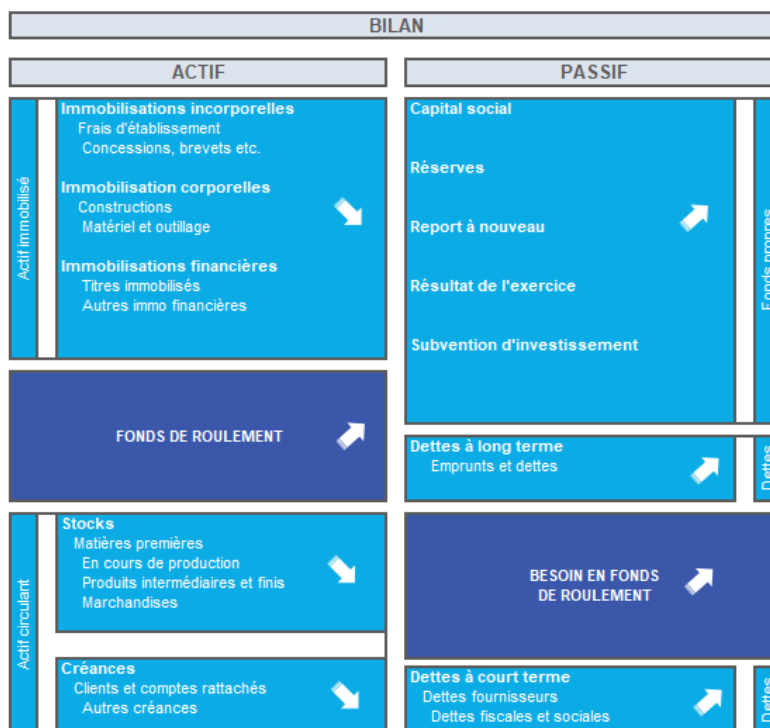 BILAN
ACTIF
Actif immobilisé
Immobilisations incorporelles
Frais d'établissement
Concessions, brevets etc.
Immobilisation corporelles
Constructions
Matériel et outillage
Immobilisations financières
Titres immobilisés
Autres immo financières
FONDS DE ROULEMENT
Actif circulant
Stocks
Matières premières
En cours de production
Produits intermédiaires et finis
Marchandises
Créances
Clients et comptes rattachés
Autres créances
PASSIF
Capital social
Réserves
Report à nouveau
Résultat de l'exercice
Subvention d'investissement
Fonds propres
Dettes à long terme
Emprunts et dettes
Dettes
BESOIN EN FONDS
DE ROULEMENT
Dettes à court terme
Dettes fournisseurs
Dettes fiscales et sociales
Dettes